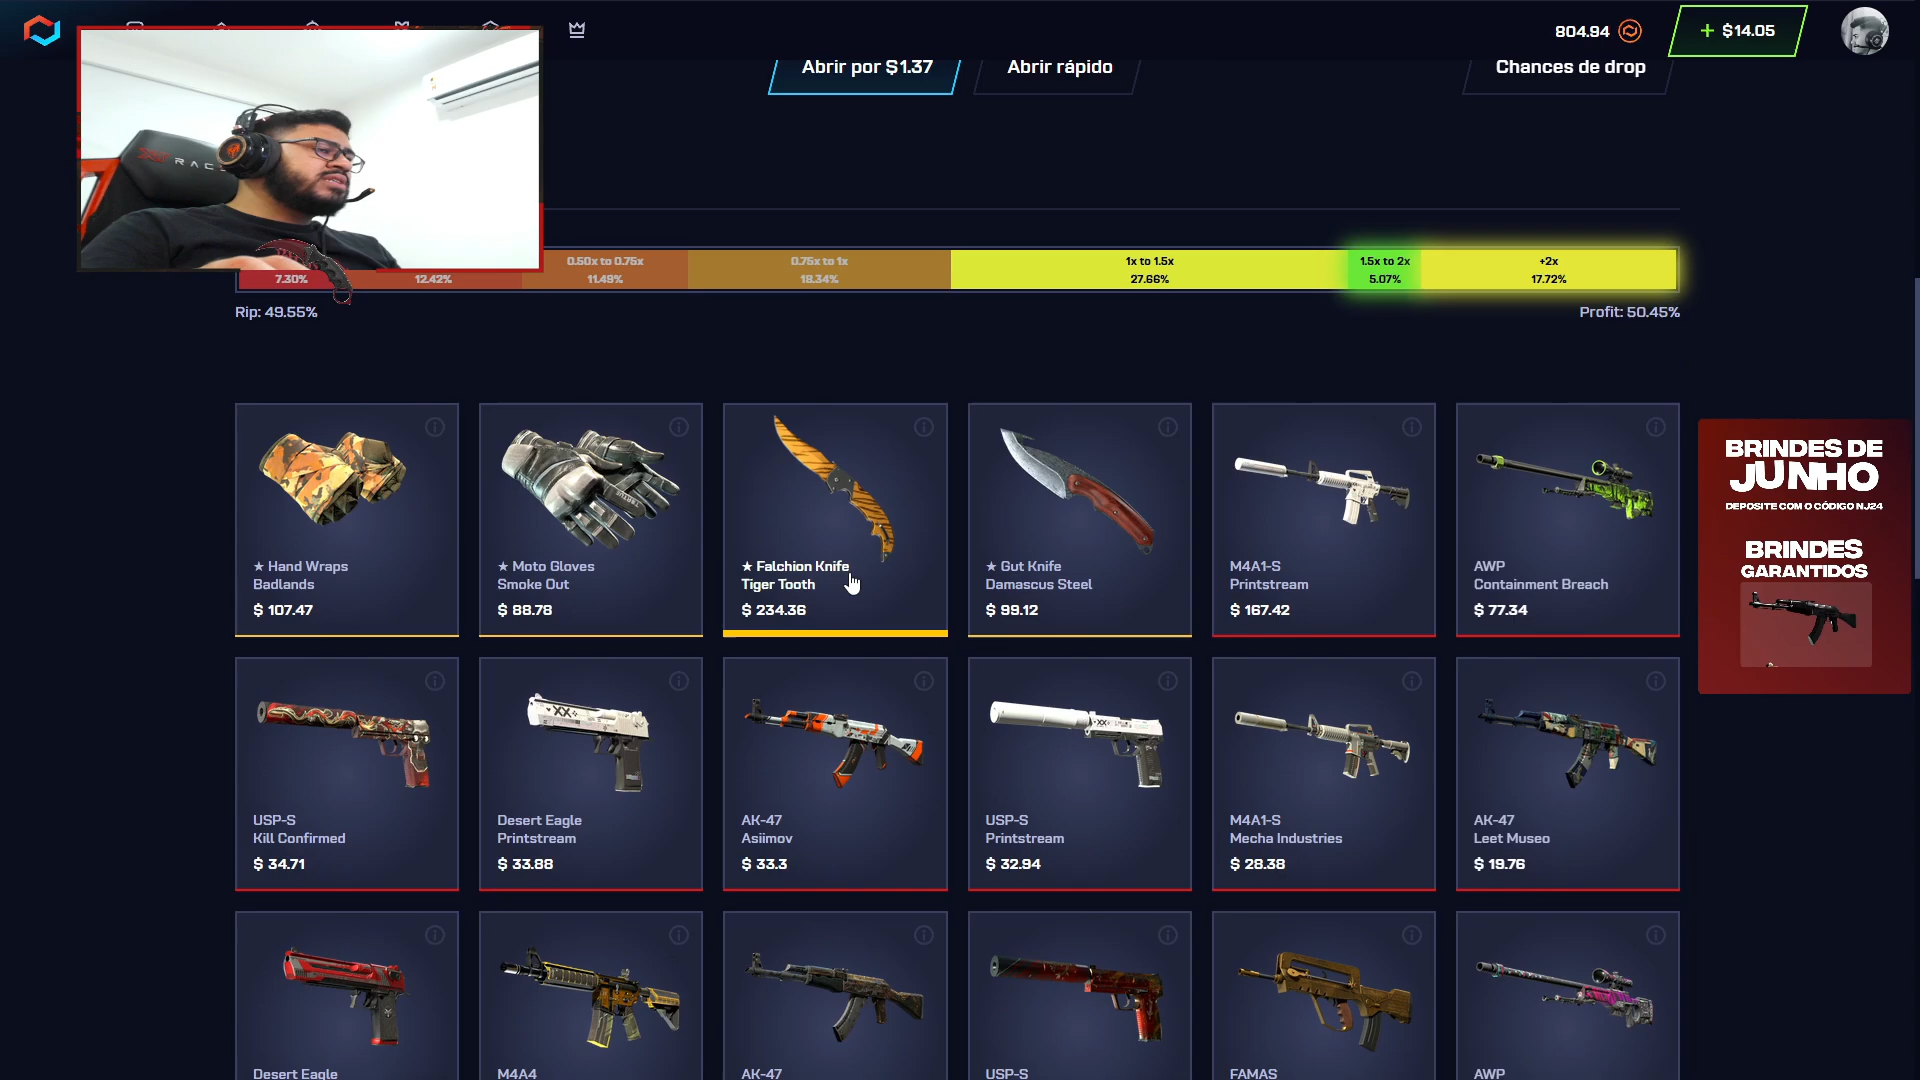 804.94
+ $14.05
Abrir por $1.37
Abrir rápido
Chances de drop
RAC
7.30%
12.42%
0.50x to 0.75x
11.49%
0.75x to 1x
18.34%
1x to 1.5x
27.66%
1.5x to 2x
5.07%
+2x
17.72%
Rip: 49.55%
Profit: 50.45%
★ Hand Wraps
Badlands
$ 107.47
★ Moto Gloves
Smoke Out
$ 88.78
★ Falchion Knife
Tiger Tooth
$ 234.36
★ Gut Knife
Damascus Steel
$ 99.12
M4A1-S
Printstream
$ 167.42
AWP
Containment Breach
$ 77.34
BRINDES DE
JUNHO
DEPOSITE COM O CÓDIGO NJ24
BRINDES
GARANTIDOS
USP-S
Kill Confirmed
$ 34.71
Desert Eagle
Printstream
$ 33.88
AK-47
Asiimov
$ 33.3
USP-S
Printstream
$ 32.94
M4A1-S
Mecha Industries
$ 28.38
AK-47
Leet Museo
$ 19.76
Desert Eagle
M4A4
AK-47
USP-S
FAMAS
AWP